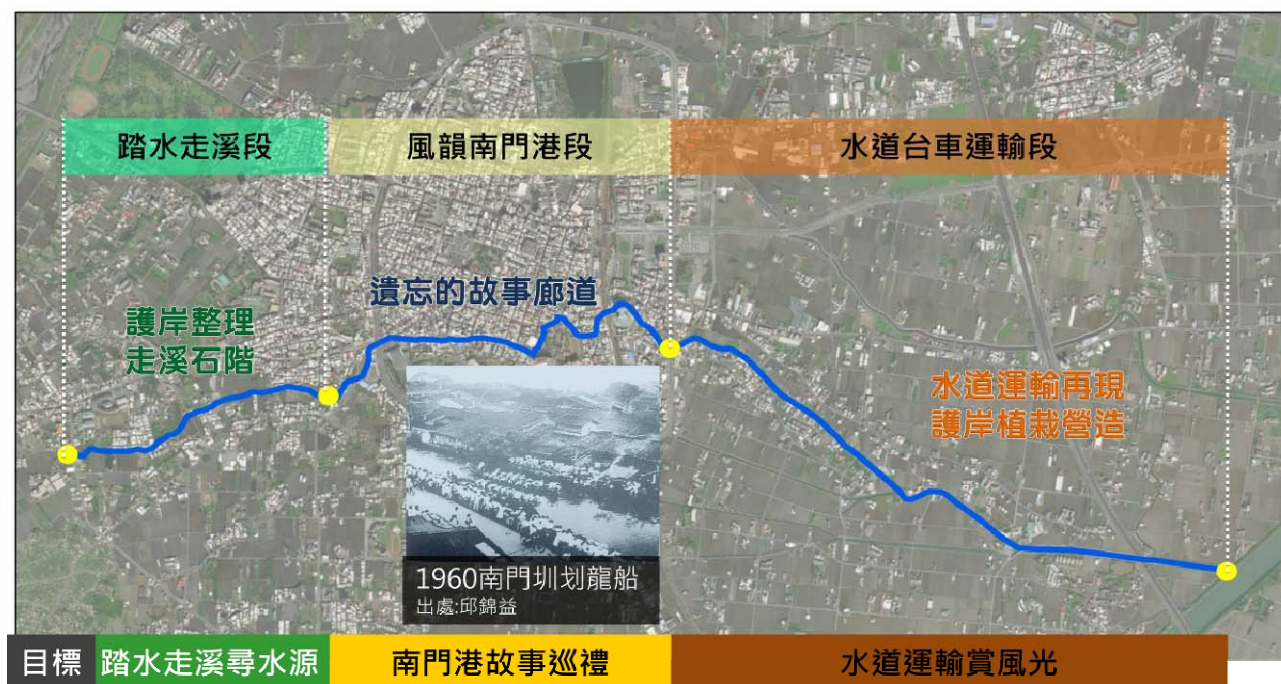 踏水走溪段
風韻南門港段
水道台車運輸段
遺忘的故事廊道
護岸整理
走溪石階
水道運輸再現
護岸植栽營造
1960南門圳划龍船
出處:邱錦益
目標
踏水走溪尋水源
南門港故事巡禮
水道運輸賞風光